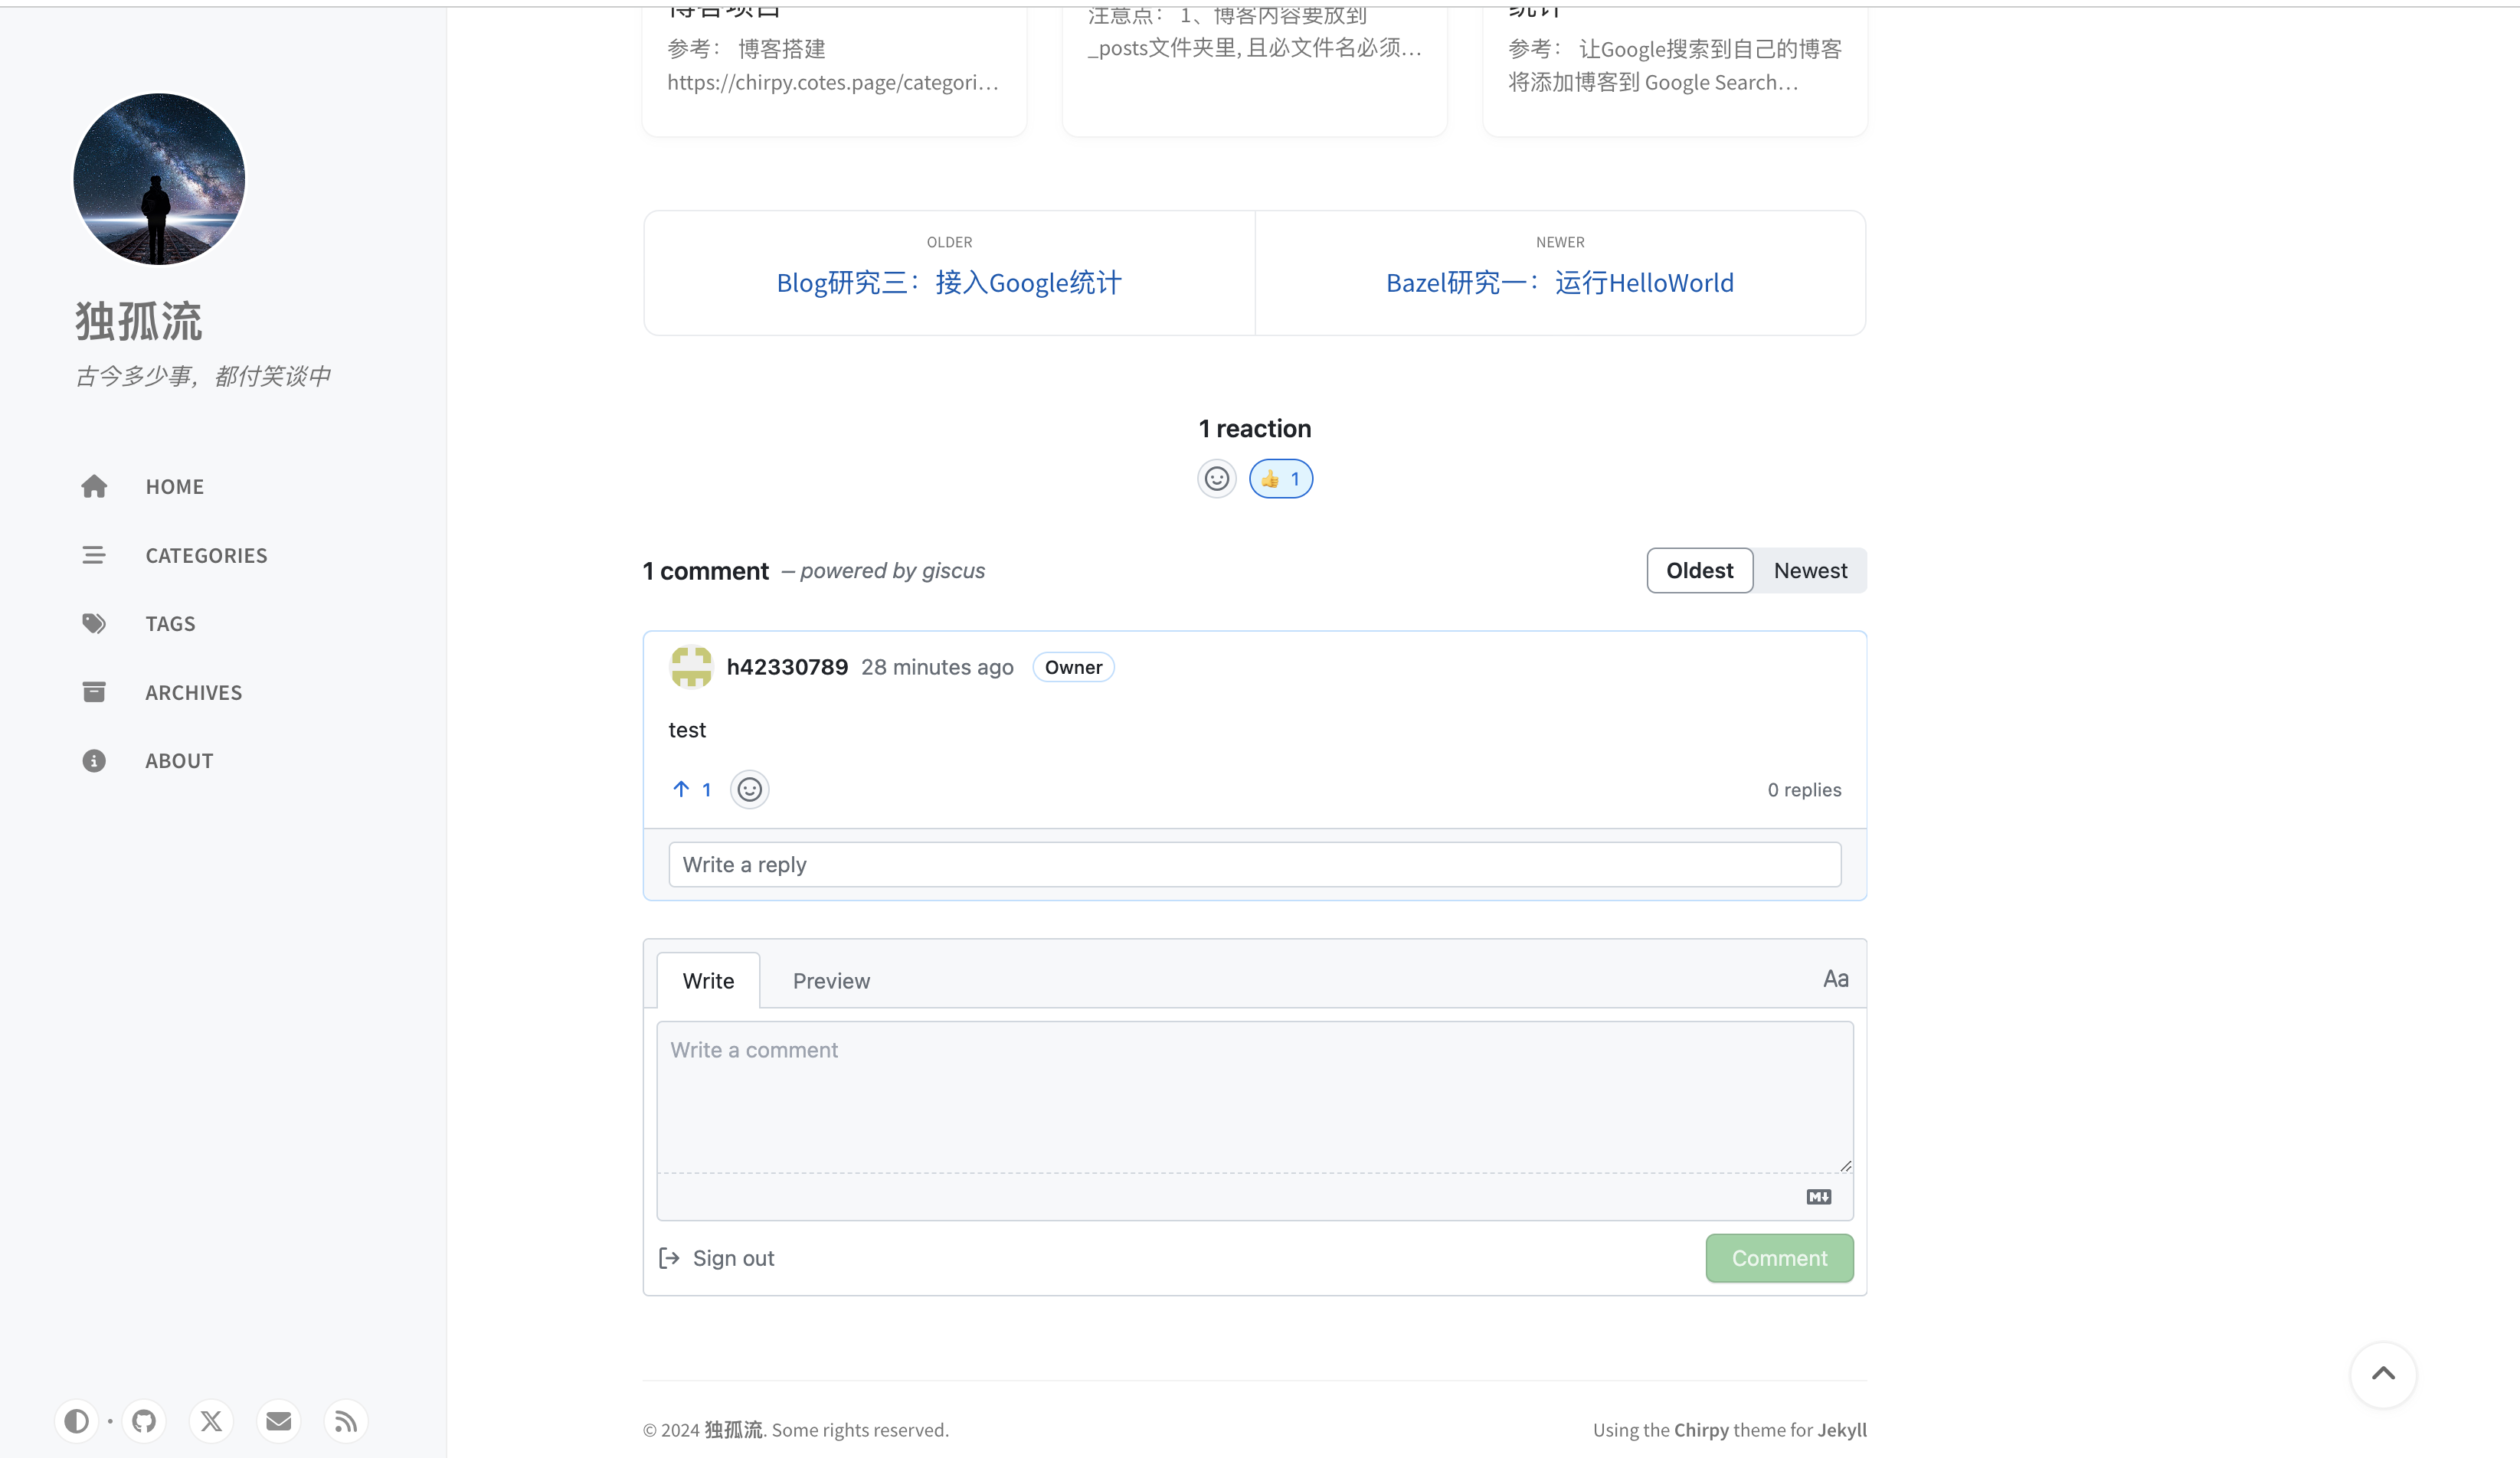 独孤流
古今多少事，都付笑谈中
HOME
CATEGORIES
TAGS
ARCHIVES
ABOUT
博客项目
参考： 博客搭建
https://chirpy.cotes.page/categori...
注意点： 1、博客内容要放到
_posts文件夹里, 且必文件名必须...
统计
参考： 让Google搜索到自己的博客
将添加博客到 Google Search...
OLDER
Blog研究三：接入Google统计
NEWER
Bazel研究一：运行HelloWorld
1 reaction
👍 1
1 comment – powered by giscus
Oldest Newest
h42330789 28 minutes ago Owner
test
↑ 1
0 replies
Write a reply
Write Preview Aa
Write a comment
M↓
Sign out
Comment
© 2024 独孤流. Some rights reserved.
Using the Chirpy theme for Jekyll